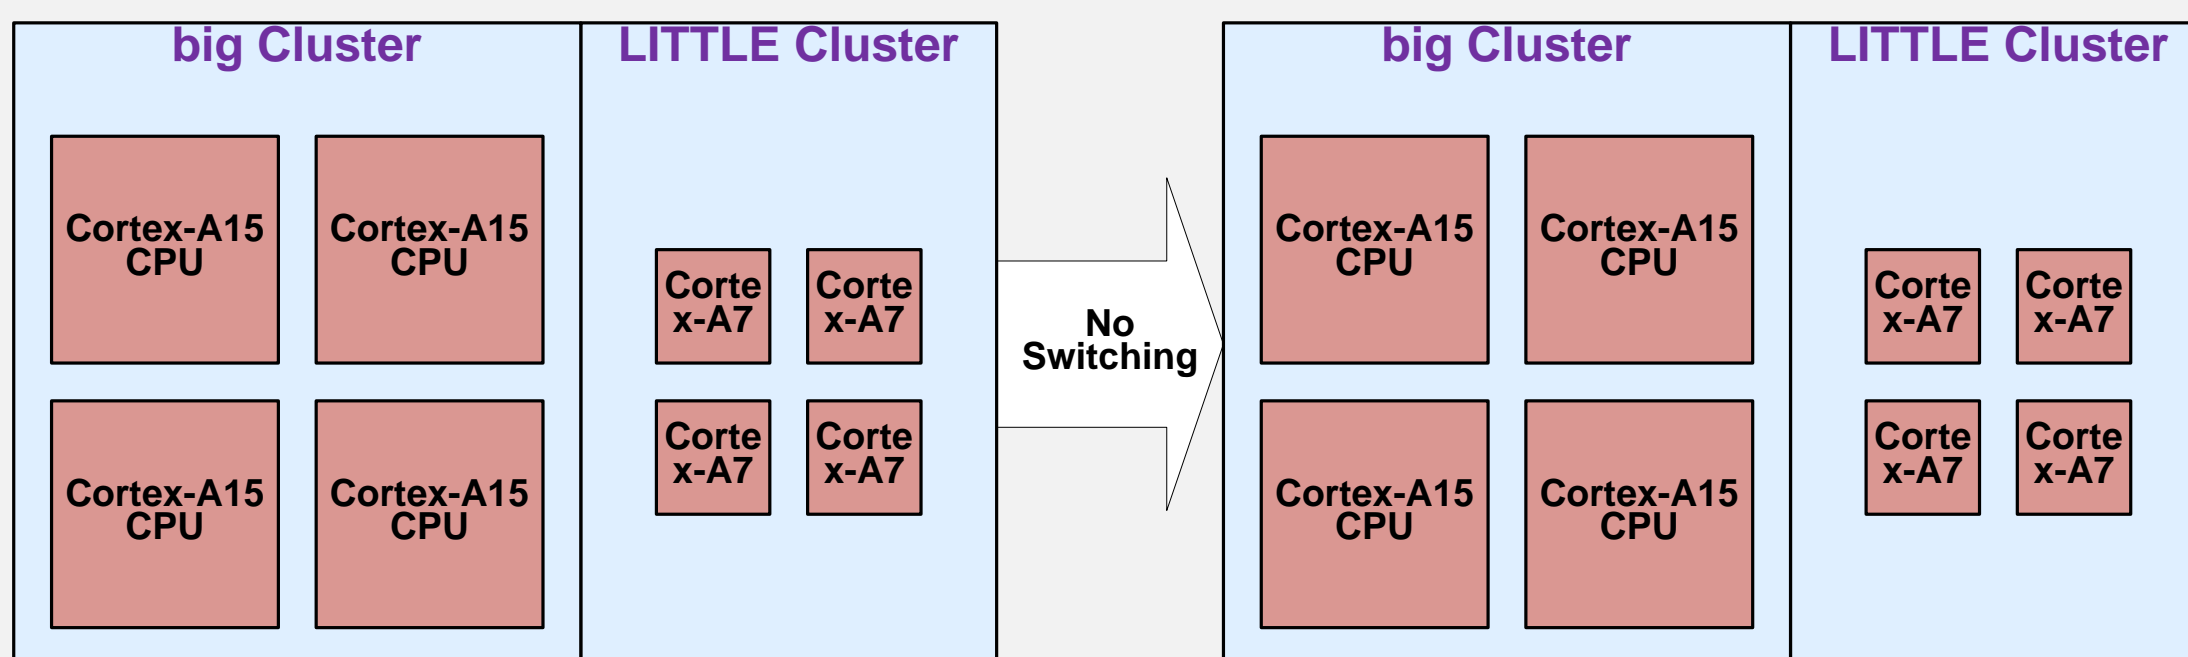 big Cluster
LITTLE Cluster
Cortex-A15
CPU
Cortex-A15
CPU
Cortex-A15
CPU
Cortex-A15
CPU
Corte
x-A7
Corte
x-A7
Corte
x-A7
Corte
x-A7
No
Switching
big Cluster
LITTLE Cluster
Cortex-A15
CPU
Cortex-A15
CPU
Cortex-A15
CPU
Cortex-A15
CPU
Corte
x-A7
Corte
x-A7
Corte
x-A7
Corte
x-A7